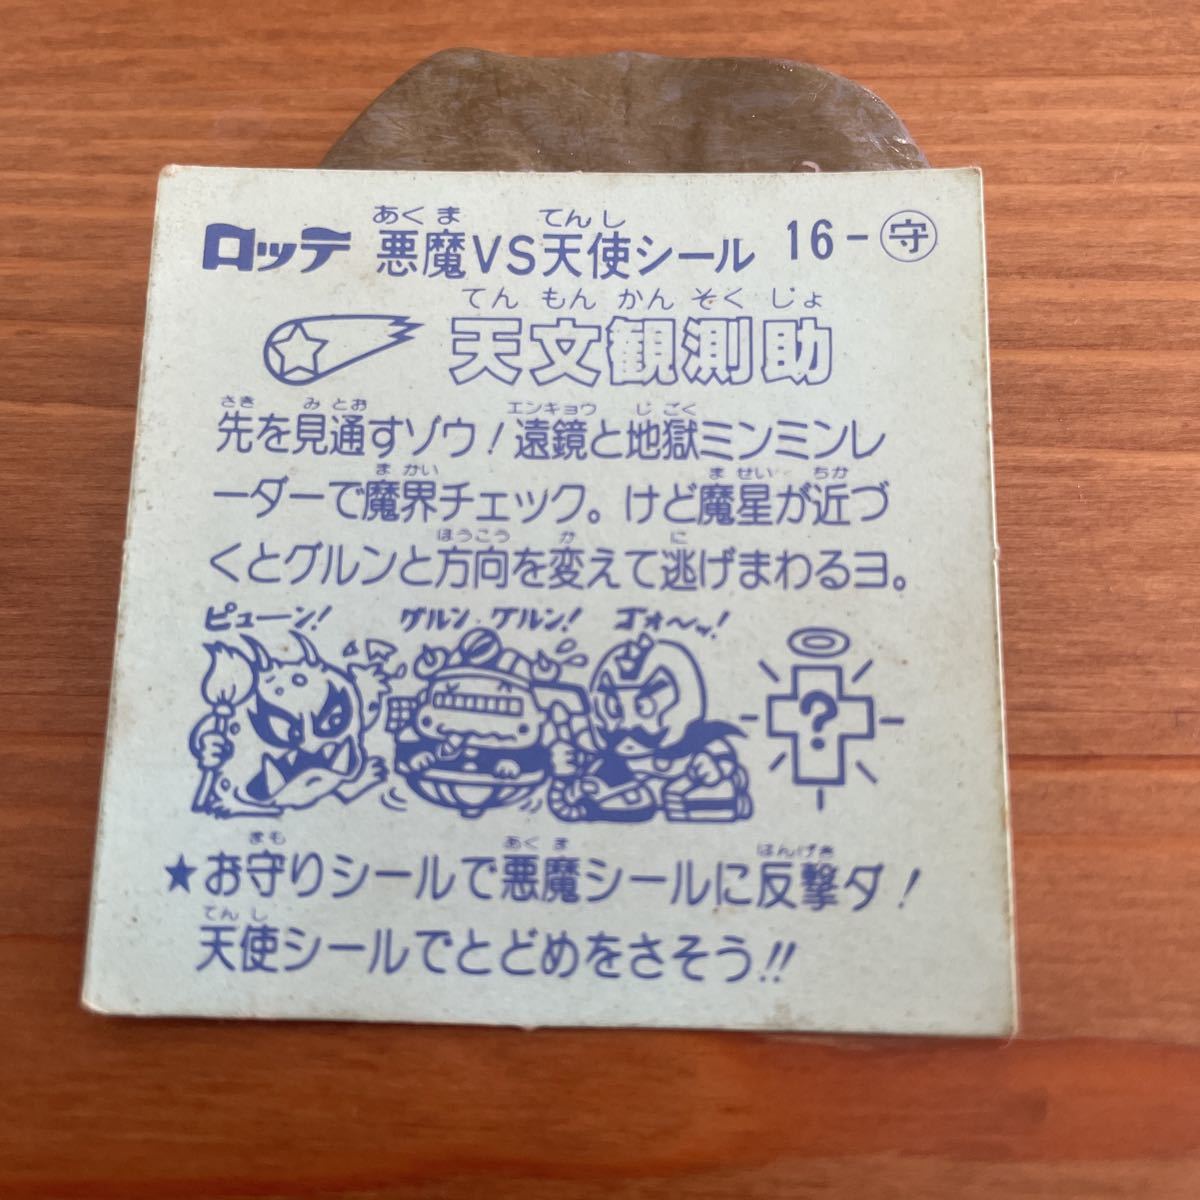 あくま てんし
ロッテ 悪魔VS天使シール 16-守
てんもんかんそくじょ
天文観測助
さき みとお エンキョウ じごく
先を見通すゾウ！遠鏡と地獄ミンミンレ
まかい ませい ちか
ーダーで魔界チェック。けど魔星が近づ
ほうこう か に
くとグルンと方向を変えて逃げまわるヨ。
ピューン！ グルン、グルン！ ゴォ〜ッ！
?
まも あくま はんげき
★お守りシールで悪魔シールに反撃ダ！
てんし
天使シールでとどめをさそう!!